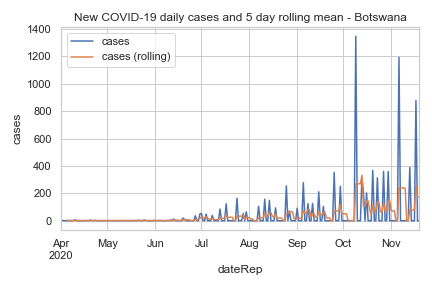 New COVID-19 daily cases and 5 day rolling mean - Botswana
1400
1200
1000
800
600
400
200
0
cases
cases
cases (rolling)
Apr
2020
May
Jun
Jul
Aug
Sep
Oct
Nov
dateRep